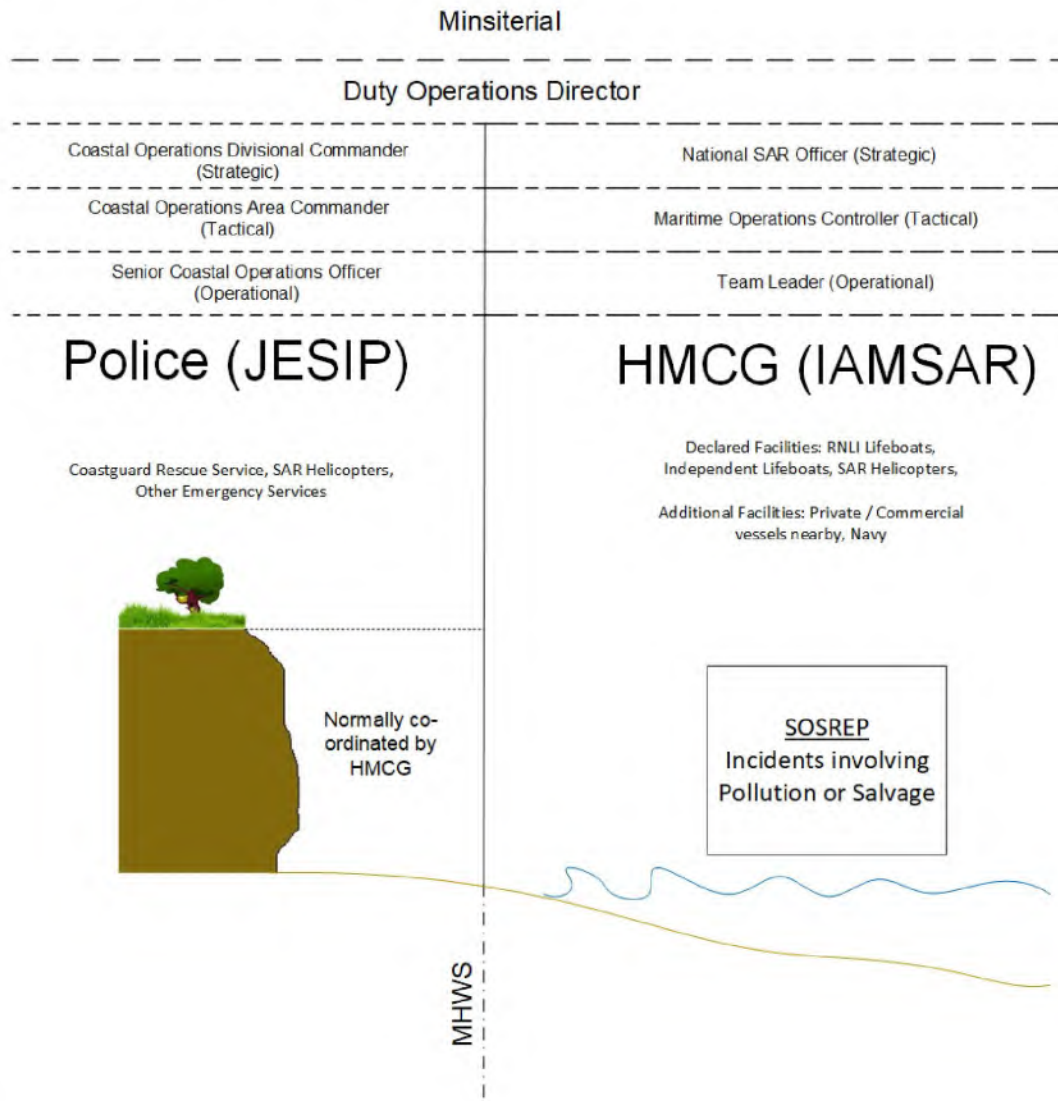 Minsiterial
Duty Operations Director
Coastal Operations Divisional Commander
(Strategic)
National SAR Officer (Strategic)
Coastal Operations Area Commander
(Tactical)
Maritime Operations Controller (Tactical)
Senior Coastal Operations Officer
(Operational)
Team Leader (Operational)
Police (JESIP)
HMCG (IAMSAR)
Coastguard Rescue Service, SAR Helicopters,
Other Emergency Services
Declared Facilities: RNLI Lifeboats,
Independent Lifeboats, SAR Helicopters,
Additional Facilities: Private / Commercial
vessels nearby, Navy
Normally co-
ordinated by
HMCG
SOSREP
Incidents involving
Pollution or Salvage
MHWS